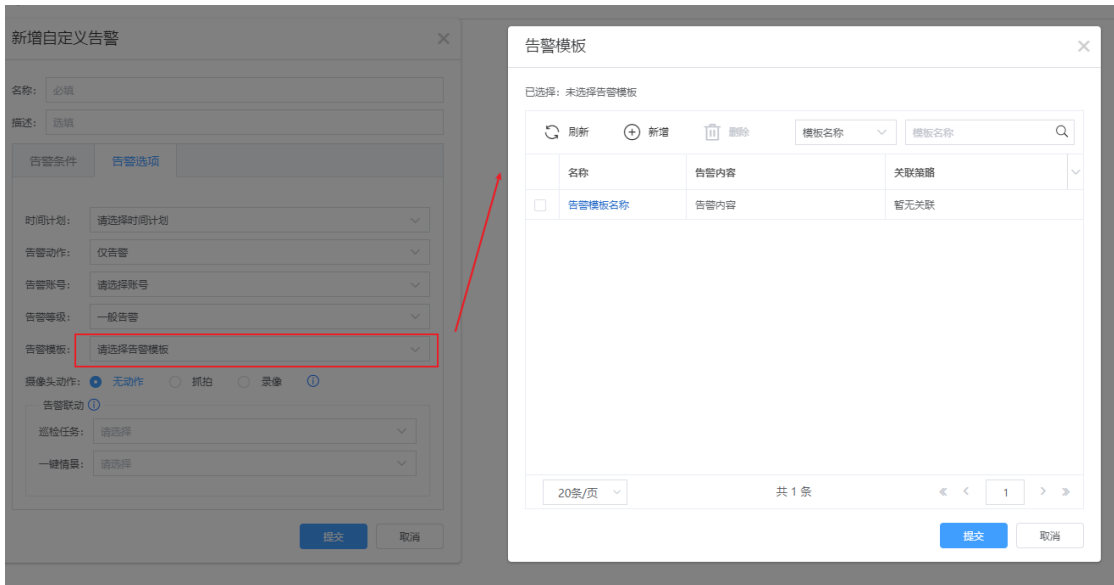 新增自定义告警
名称： 必填
描述： 选填
告警条件 告警选项
时间计划： 请选择时间计划
告警动作： 仅告警
告警账号： 请选择账号
告警等级： 一般告警
告警模板： 请选择告警模板
摄像头动作： 无动作 抓拍 录像
告警联动
巡检任务： 请选择
一键情景： 请选择
提交 取消
告警模板
已选择：未选择告警模板
刷新 新增 删除 模板名称 模板名称
名称 告警内容 关联策略
告警模板名称 告警内容 暂无关联
20条/页 共 1 条 1
提交 取消